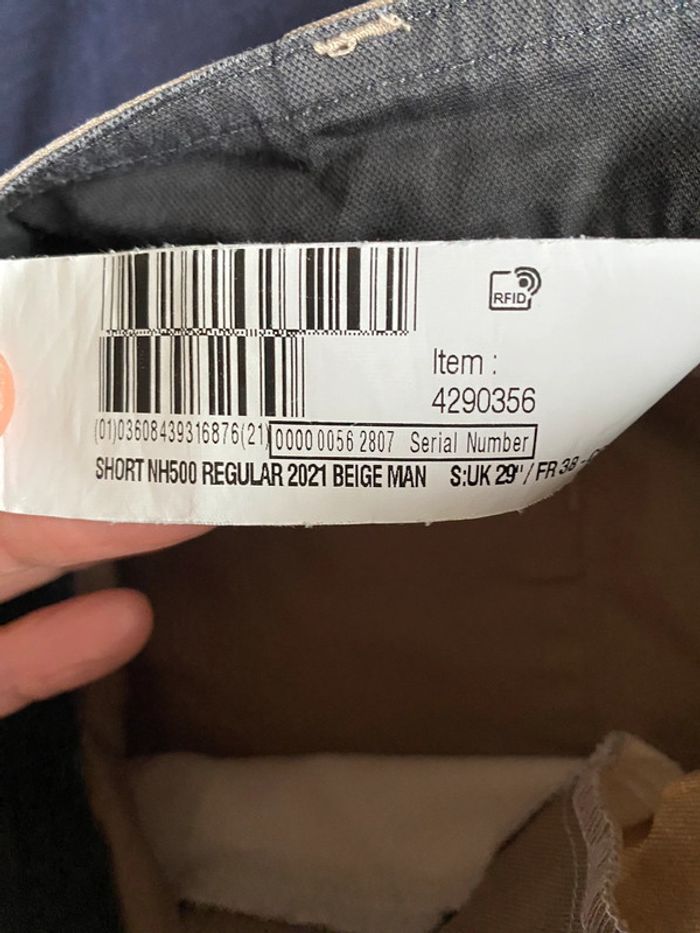 RFID
Item :
4290356
(01)03608439316876(21)0000 0056 2807 Serial Number
SHORT NH500 REGULAR 2021 BEIGE MAN S:UK 29" / FR 38